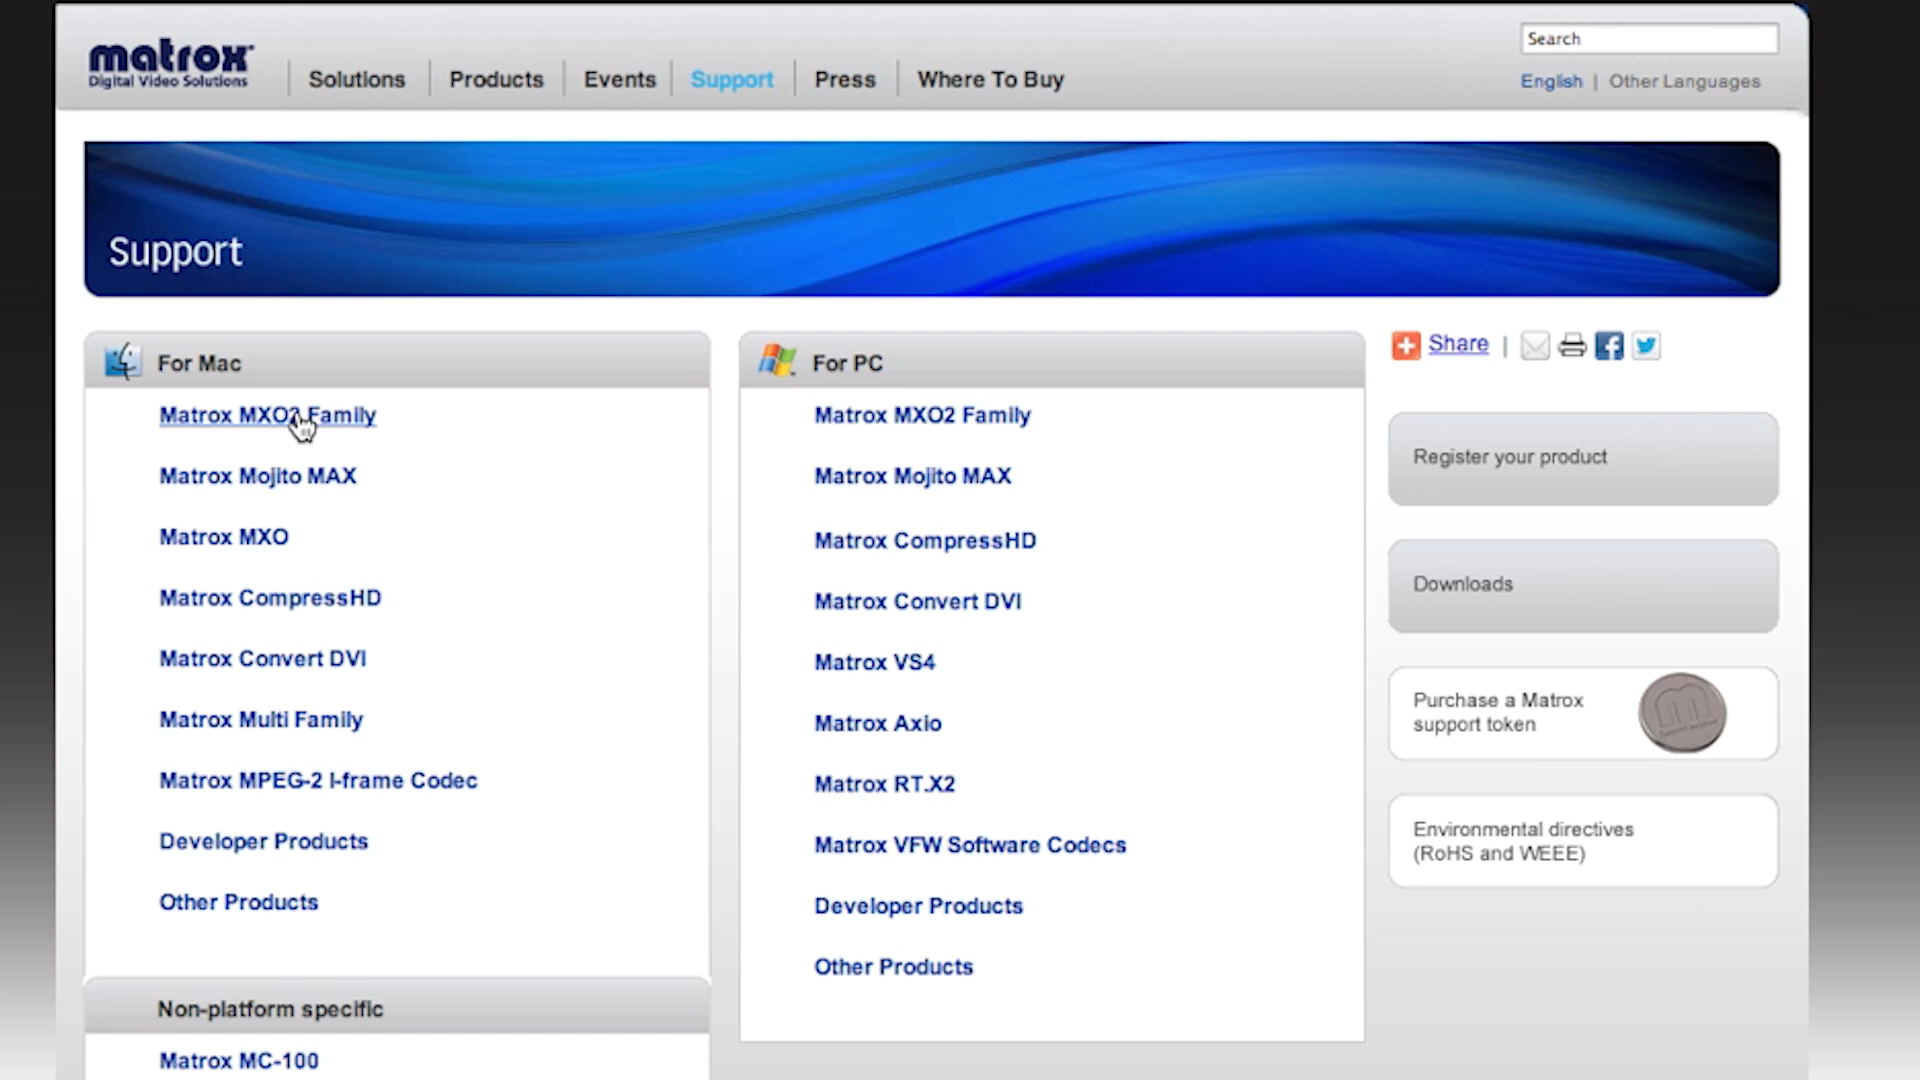 matrox
Digital Video Solutions
Solutions
Products
Events
Support
Press
Where To Buy
Search
English | Other Languages
Support
For Mac
Matrox MXO2 Family
Matrox Mojito MAX
Matrox MXO
Matrox CompressHD
Matrox Convert DVI
Matrox Multi Family
Matrox MPEG-2 I-frame Codec
Developer Products
Other Products
Non-platform specific
Matrox MC-100
For PC
Matrox MXO2 Family
Matrox Mojito MAX
Matrox CompressHD
Matrox Convert DVI
Matrox VS4
Matrox Axio
Matrox RT.X2
Matrox VFW Software Codecs
Developer Products
Other Products
Share |
Register your product
Downloads
Purchase a Matrox
support token
Environmental directives
(RoHS and WEEE)